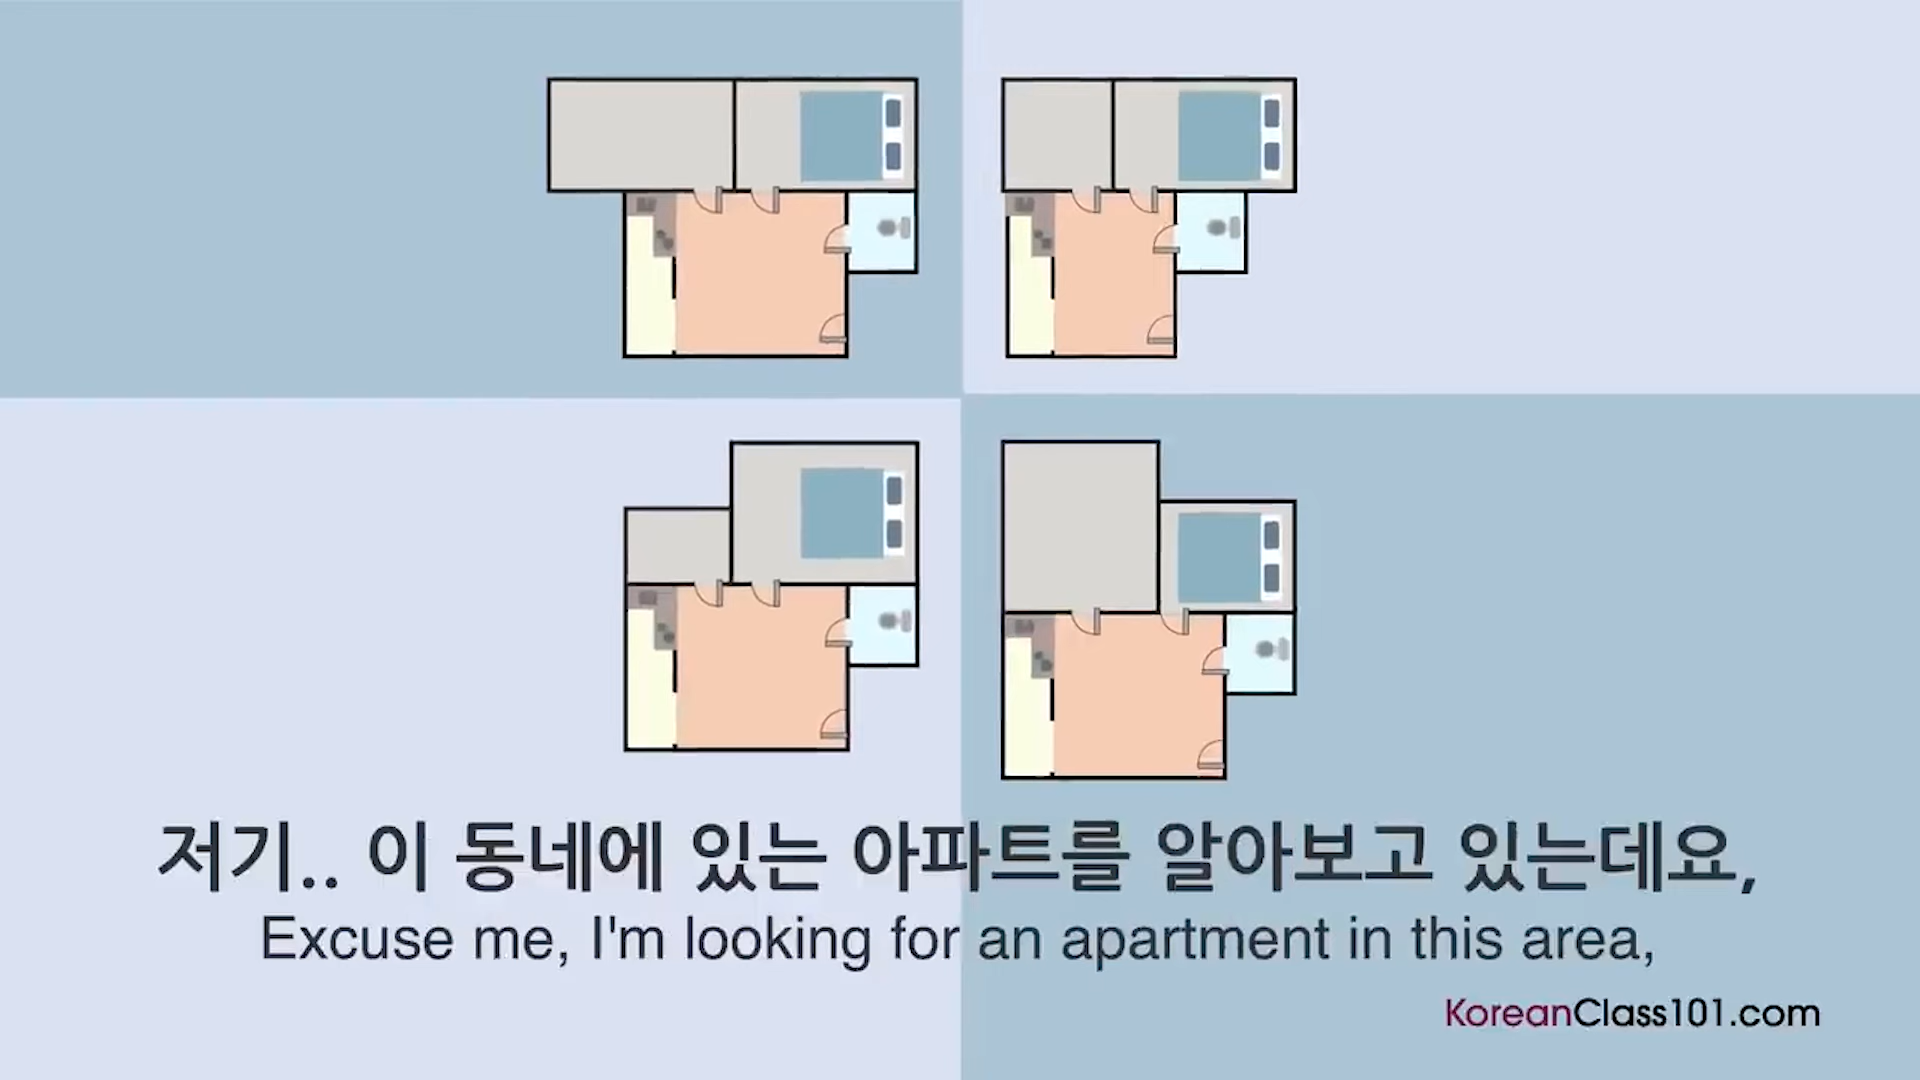 저기.. 이 동네에 있는 아파트를 알아보고 있는데요,
Excuse me, I'm looking for an apartment in this area,
KoreanClass101.com